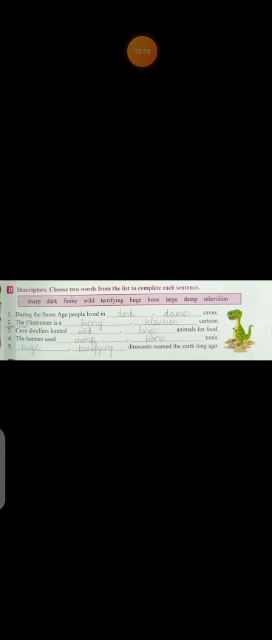 D Descriptors. Choose two words from the list to complete each sentence.
sharp dark funny wild terrifying huge bone large damp television
1. During the Stone Age people lived in dark, dame caves.
2. The Flintstones is a funny, television cartoon.
3. Cave dwellers hunted wild, large animals for food.
4. The hunters used sharp, bone tools.
5. huge, terrifying dinosaurs roamed the earth long ago.